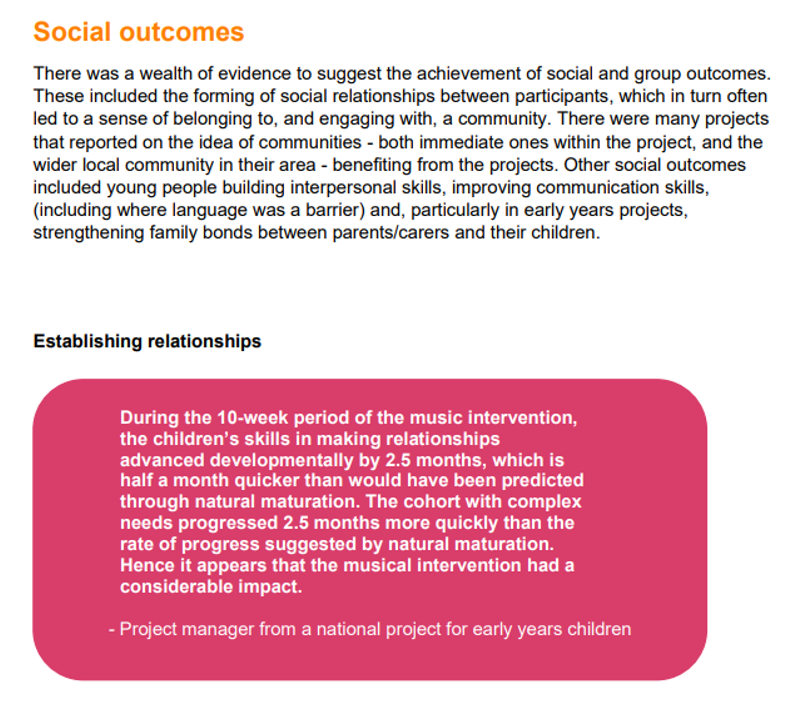 Social outcomes
There was a wealth of evidence to suggest the achievement of social and group outcomes.
These included the forming of social relationships between participants, which in turn often
led to a sense of belonging to, and engaging with, a community. There were many projects
that reported on the idea of communities - both immediate ones within the project, and the
wider local community in their area - benefiting from the projects. Other social outcomes
included young people building interpersonal skills, improving communication skills,
(including where language was a barrier) and, particularly in early years projects,
strengthening family bonds between parents/carers and their children.
Establishing relationships
During the 10-week period of the music intervention,
the children’s skills in making relationships
advanced developmentally by 2.5 months, which is
half a month quicker than would have been predicted
through natural maturation. The cohort with complex
needs progressed 2.5 months more quickly than the
rate of progress suggested by natural maturation.
Hence it appears that the musical intervention had a
considerable impact.
- Project manager from a national project for early years children